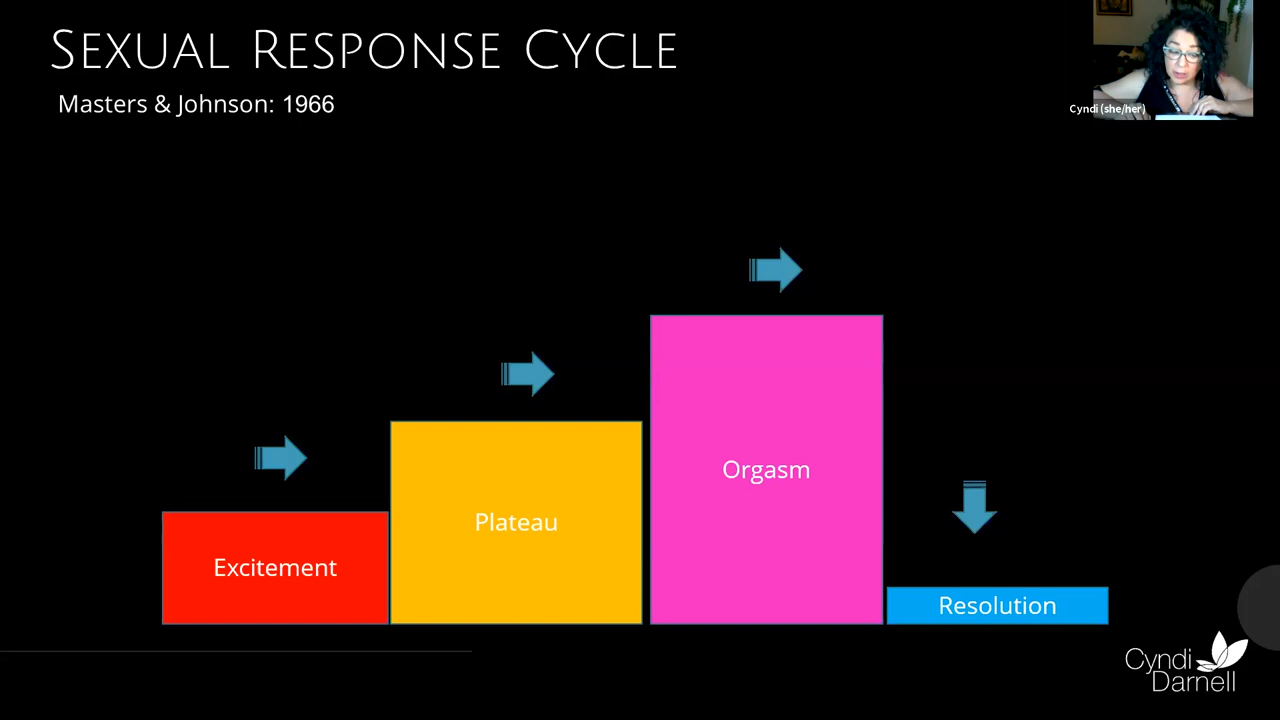 SEXUAL RESPONSE CYCLE
Masters & Johnson: 1966
Cyndi (she/her)
Orgasm
Plateau
Excitement
Resolution
Cyndi
Darnell